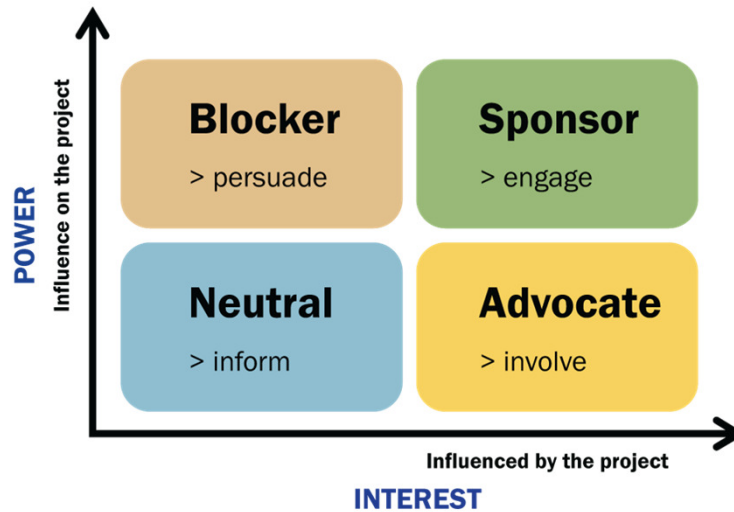 POWER
Influence on the project
Blocker
> persuade
Sponsor
> engage
Neutral
> inform
Advocate
> involve
Influenced by the project
INTEREST